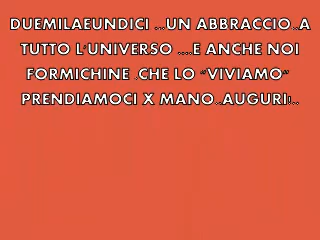 DUEMILAEUNDICI ...UN ABBRACCIO..A
TUTTO L'UNIVERSO ....E ANCHE NOI
FORMICHINE .CHE LO “VIVIAMO”
PRENDIAMOCI X MANO..AUGURI!..